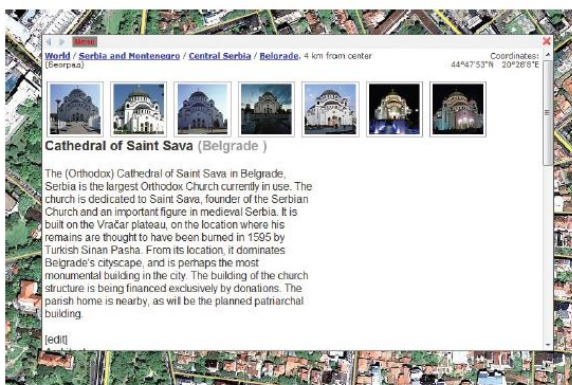 Menu
World / Serbia and Montenegro / Central Serbia / Belgrade, 4 km from center
(Београд)
Coordinates:
44°47'53"N 20°28'8"E
Cathedral of Saint Sava (Belgrade )
The (Orthodox) Cathedral of Saint Sava in Belgrade,
Serbia is the largest Orthodox Church currently in use. The
church is dedicated to Saint Sava, founder of the Serbian
Church and an important figure in medieval Serbia. It is
built on the Vračar plateau, on the location where his
remains are thought to have been burned in 1595 by
Turkish Sinan Pasha. From its location, it dominates
Belgrade's cityscape, and is perhaps the most
monumental building in the city. The building of the church
structure is being financed exclusively by donations. The
parish home is nearby, as will be the planned patriarchal
building.
[edit]